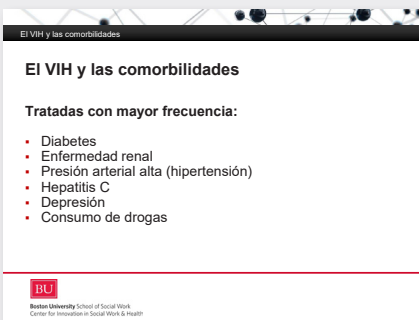 El VIH y las comorbilidades
El VIH y las comorbilidades
Tratadas con mayor frecuencia:
▪ Diabetes
▪ Enfermedad renal
▪ Presión arterial alta (hipertensión)
▪ Hepatitis C
▪ Depresión
▪ Consumo de drogas
BU
Boston University School of Social Work
Center for Innovation in Social Work & Health